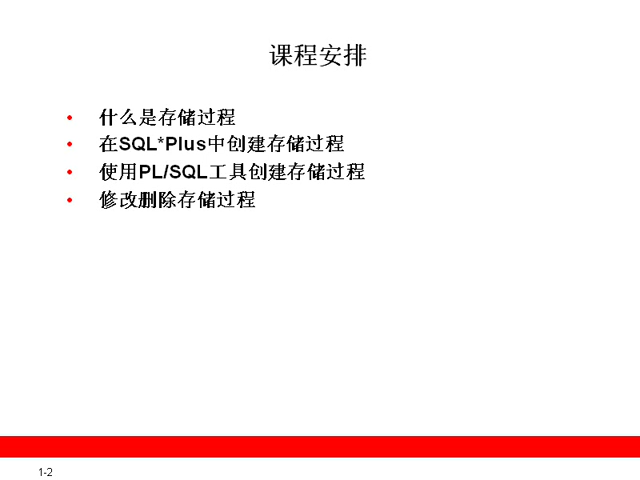 课程安排
• 什么是存储过程
• 在SQL*Plus中创建存储过程
• 使用PL/SQL工具创建存储过程
• 修改删除存储过程
1-2